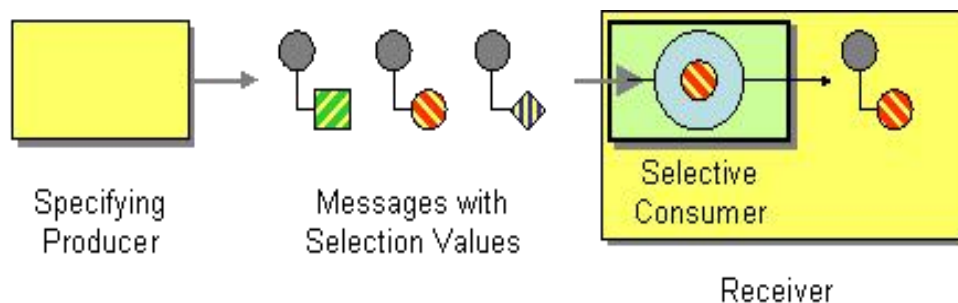 Specifying
Producer
Messages with
Selection Values
Selective
Consumer
Receiver